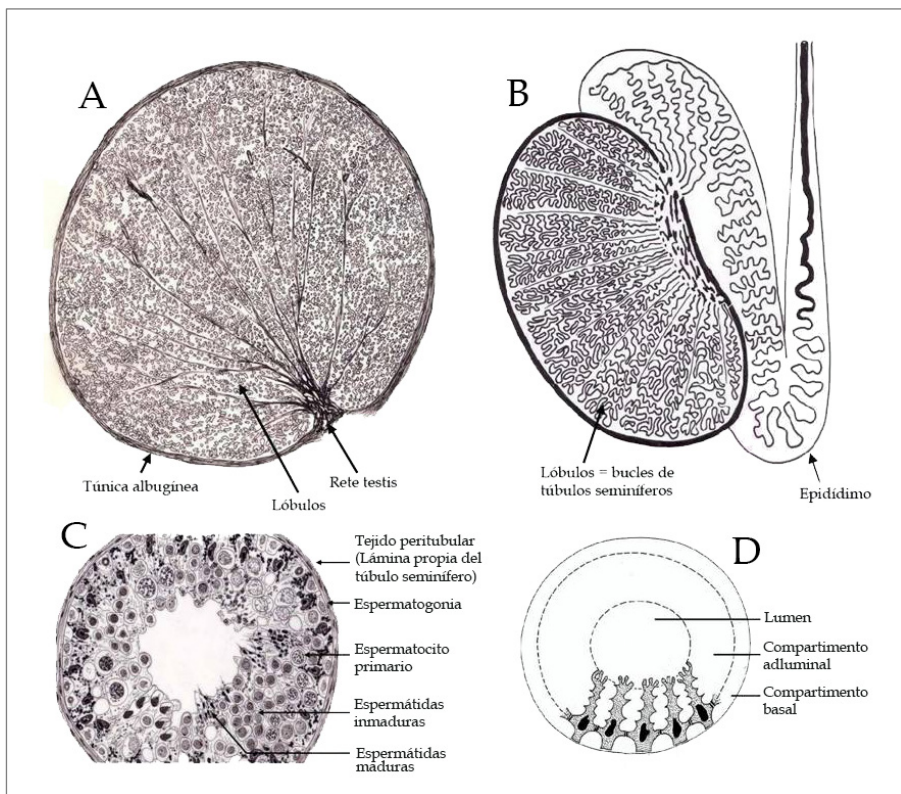 A
B
Túnica albugínea
Lóbulos
Rete testis
Lóbulos = bucles de
túbulos seminíferos
Epidídimo
C
Tejido peritubular
(Lámina propia del
túbulo seminífero)
Espermatogonia
Espermatocito
primario
Espermátidas
inmaduras
Espermátidas
maduras
D
Lumen
Compartimento
adluminal
Compartimento
basal